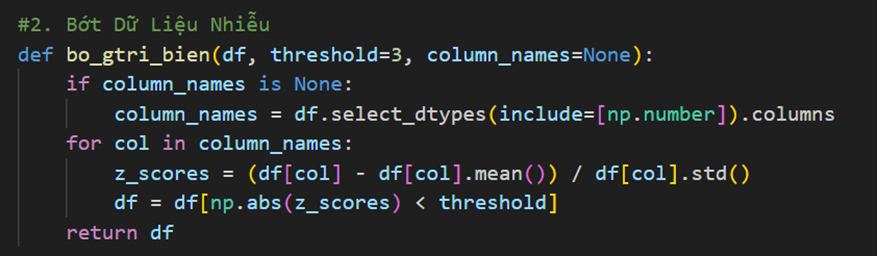 #2. Bớt Dữ Liệu Nhiễu
def bo_gtri_bien(df, threshold=3, column_names=None):
    if column_names is None:
        column_names = df.select_dtypes(include=[np.number]).columns
    for col in column_names:
        z_scores = (df[col] - df[col].mean()) / df[col].std()
        df = df[np.abs(z_scores) < threshold]
    return df